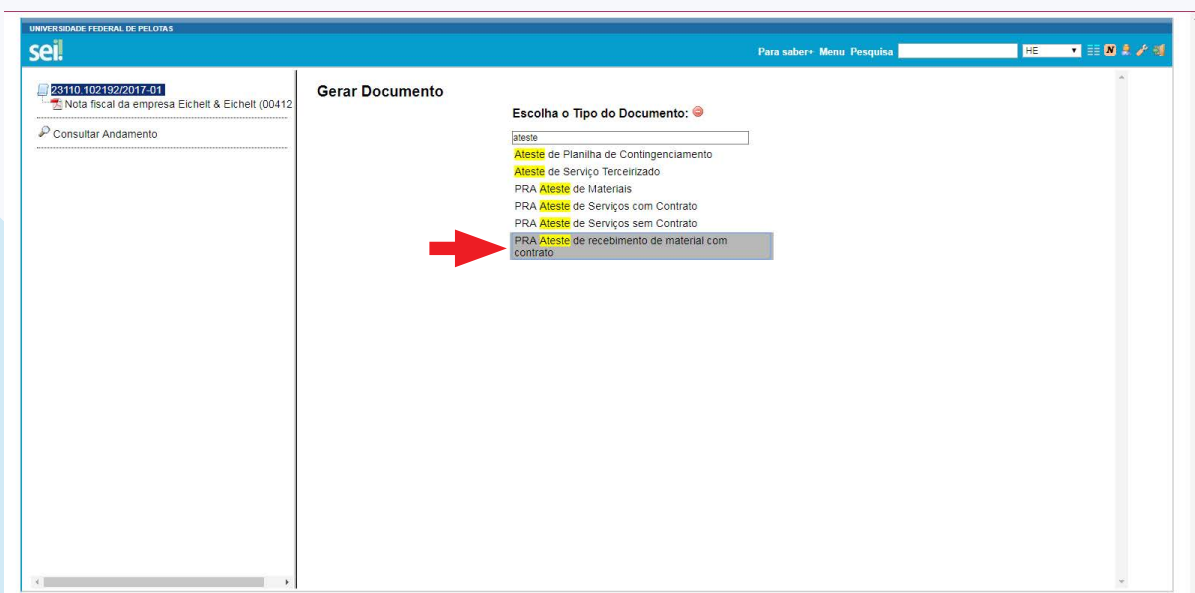 UNIVERSIDADE FEDERAL DE PELOTAS
sei!
Para saber+ Menu Pesquisa
HE
N
23110.102192/2017-01
Nota fiscal da empresa Eichelt & Eichelt (00412
Consultar Andamento
Gerar Documento
Escolha o Tipo do Documento:
ateste
Ateste de Planilha de Contingenciamento
Ateste de Serviço Terceirizado
PRA Ateste de Materiais
PRA Ateste de Serviços com Contrato
PRA Ateste de Serviços sem Contrato
PRA Ateste de recebimento de material com
contrato